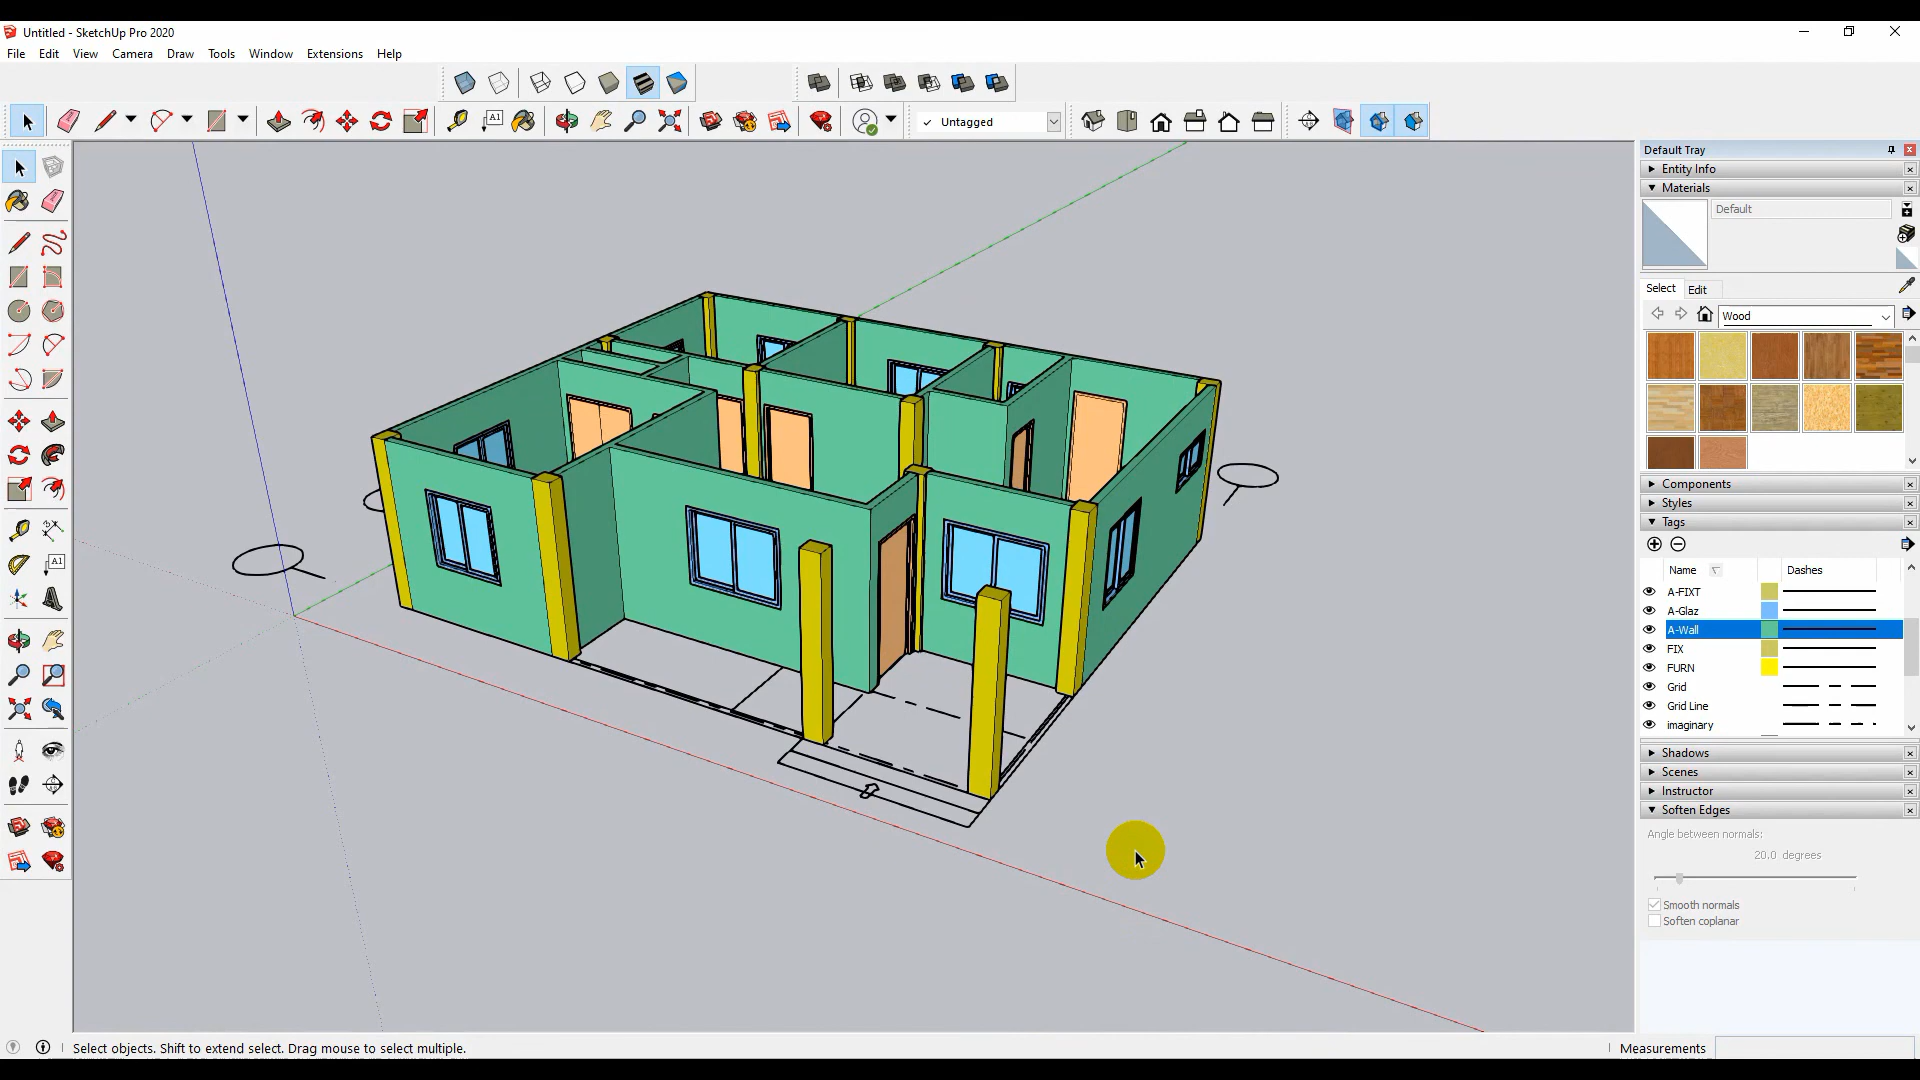 Untitled - SketchUp Pro 2020
File Edit View Camera Draw Tools Window Extensions Help
A1
✓ Untagged
Default Tray
Entity Info
Materials
Default
Select Edit
Wood
Components
Styles
Tags
Name Dashes
A-FIXT
A-Glaz
A-Wall
FIX
FURN
Grid
Grid Line
imaginary
Shadows
Scenes
Instructor
Soften Edges
Angle between normals:
20.0 degrees
Smooth normals
Soften coplanar
A1
Select objects. Shift to extend select. Drag mouse to select multiple.
Measurements